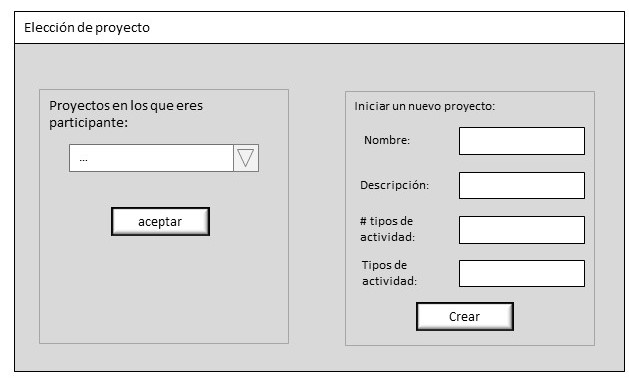 Elección de proyecto
Proyectos en los que eres
participante:
...
aceptar
Iniciar un nuevo proyecto:
Nombre:
Descripción:
# tipos de
actividad:
Tipos de
actividad:
Crear